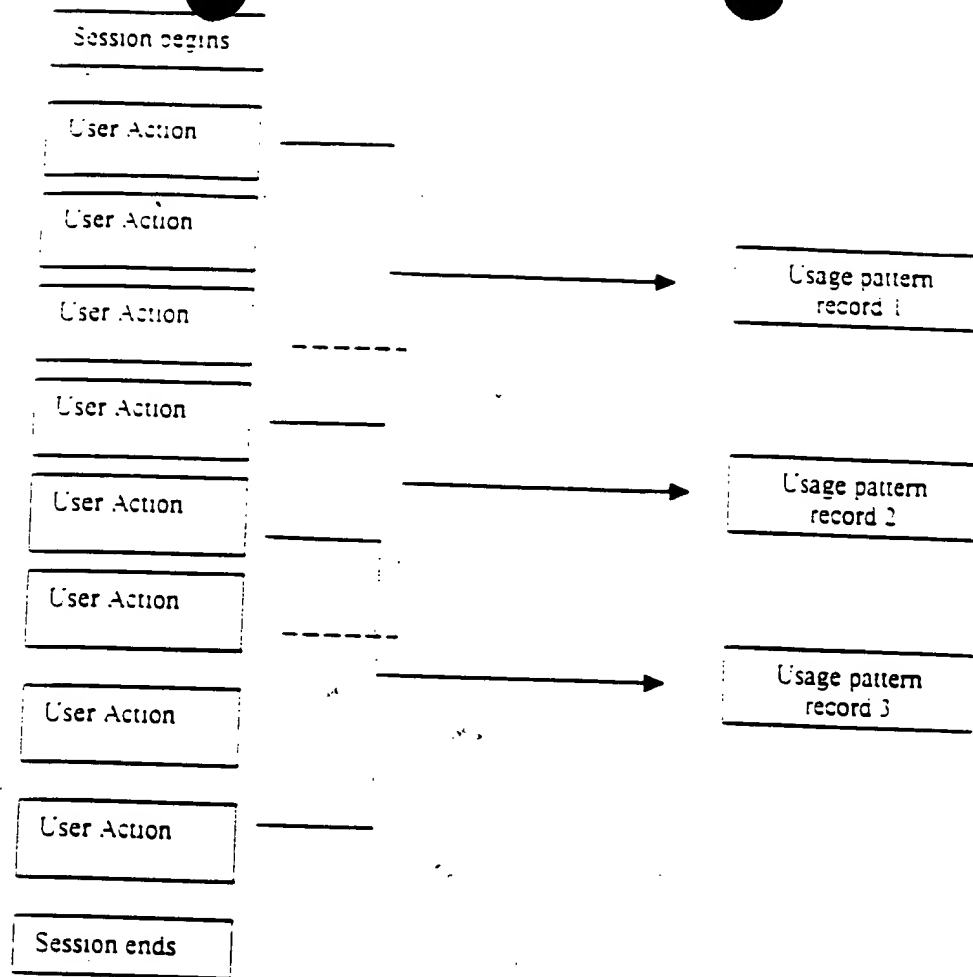 Session begins
User Action
User Action
User Action
User Action
User Action
User Action
User Action
User Action
Session ends
Usage pattern
record 1
Usage pattern
record 2
Usage pattern
record 3